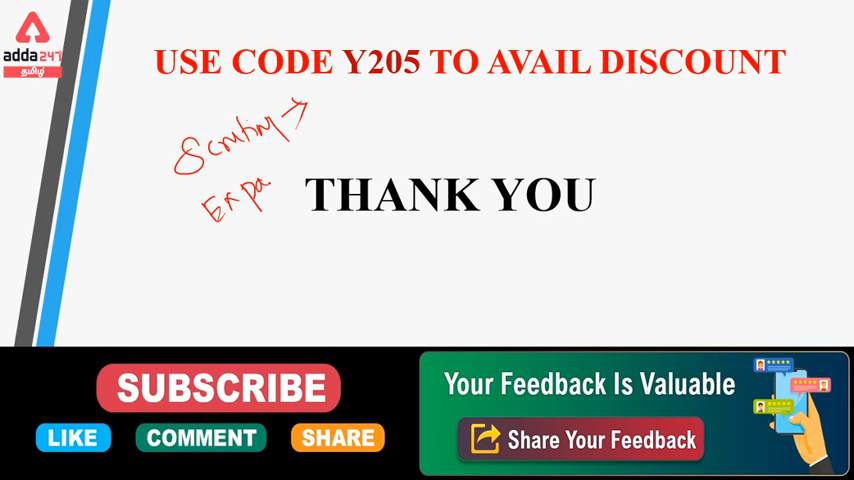 adda247
தமிழ்
USE CODE Y205 TO AVAIL DISCOUNT
Scrutiny →
Expa
THANK YOU
SUBSCRIBE
LIKE COMMENT SHARE
Your Feedback Is Valuable
Share Your Feedback